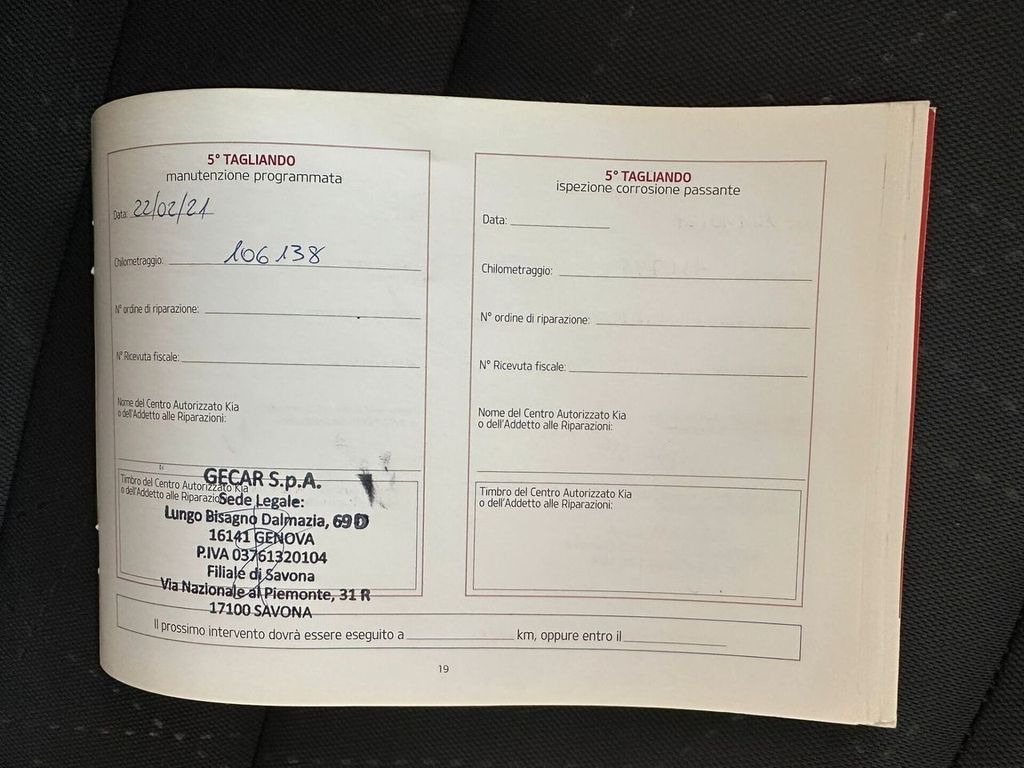 5° TAGLIANDO
manutenzione programmata
Data: 22/02/21
Chilometraggio: 106 138
N° ordine di riparazione:
N° Ricevuta fiscale:
Nome del Centro Autorizzato Kia
o dell'Addetto alle Riparazioni:
Timbro del Centro Autorizzato Kia
o dell'Addetto alle Riparazioni:
GECAR S.p.A.
Sede Legale:
Lungo Bisagno Dalmazia, 69 D
16141 GENOVA
P.IVA 03761320104
Filiale di Savona
Via Nazionale al Piemonte, 31 R
17100 SAVONA
5° TAGLIANDO
ispezione corrosione passante
Data:
Chilometraggio:
N° ordine di riparazione:
N° Ricevuta fiscale:
Nome del Centro Autorizzato Kia
o dell'Addetto alle Riparazioni:
Timbro del Centro Autorizzato Kia
o dell'Addetto alle Riparazioni:
Il prossimo intervento dovrà essere eseguito a km, oppure entro il
19